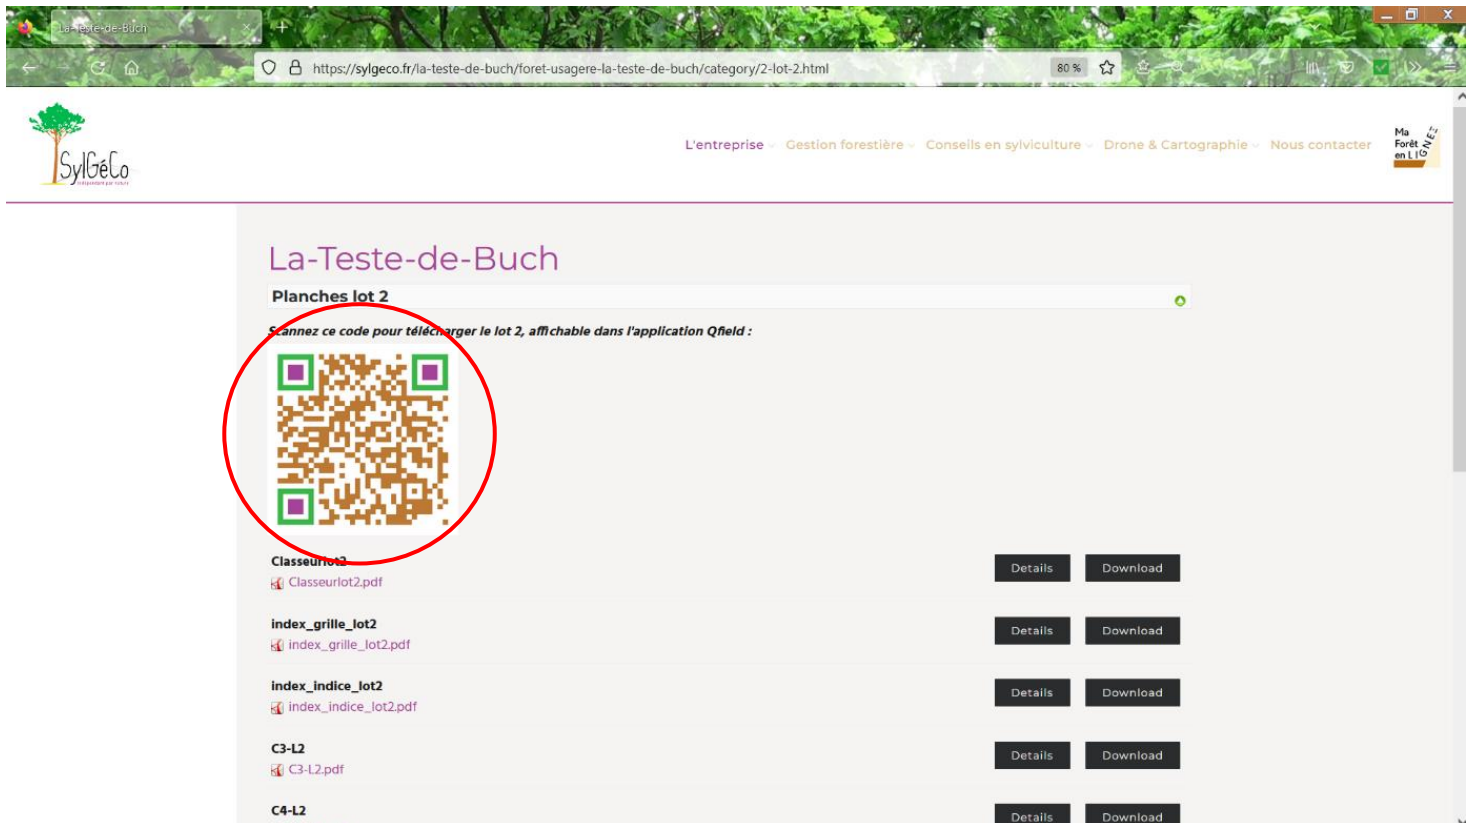 La-Teste-de-Buch
https://sylgeco.fr/la-teste-de-buch/foret-usagere-la-teste-de-buch/category/2-lot-2.html
80 %
SylGéCo
Indépendant par nature
L'entreprise
Gestion forestière
Conseils en sylviculture
Drone & Cartographie
Nous contacter
Ma
Forêt
en LIGNE
La-Teste-de-Buch
Planches lot 2
Scannez ce code pour télécharger le lot 2, affichable dans l'application Qfield :
Classeurlot2
Classeurlot2.pdf
Details Download
index_grille_lot2
index_grille_lot2.pdf
Details Download
index_indice_lot2
index_indice_lot2.pdf
Details Download
C3-L2
C3-L2.pdf
Details Download
C4-L2
Details Download